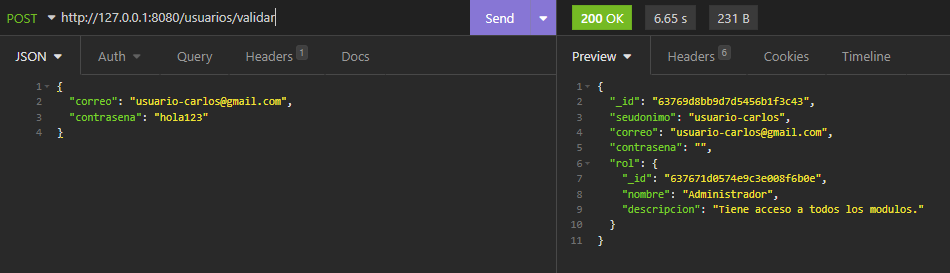 POST http://127.0.0.1:8080/usuarios/validar Send 200 OK 6.65 s 231 B
JSON Auth Query Headers 1 Docs Preview Headers 6 Cookies Timeline
1 {
2 "correo": "usuario-carlos@gmail.com",
3 "contrasena": "hola123"
4 }
1 {
2 "_id": "63769d8bb9d7d5456b1f3c43",
3 "seudonimo": "usuario-carlos",
4 "correo": "usuario-carlos@gmail.com",
5 "contrasena": "",
6 "rol": {
7 "_id": "637671d0574e9c3e008f6b0e",
8 "nombre": "Administrador",
9 "descripcion": "Tiene acceso a todos los modulos."
10 }
11 }